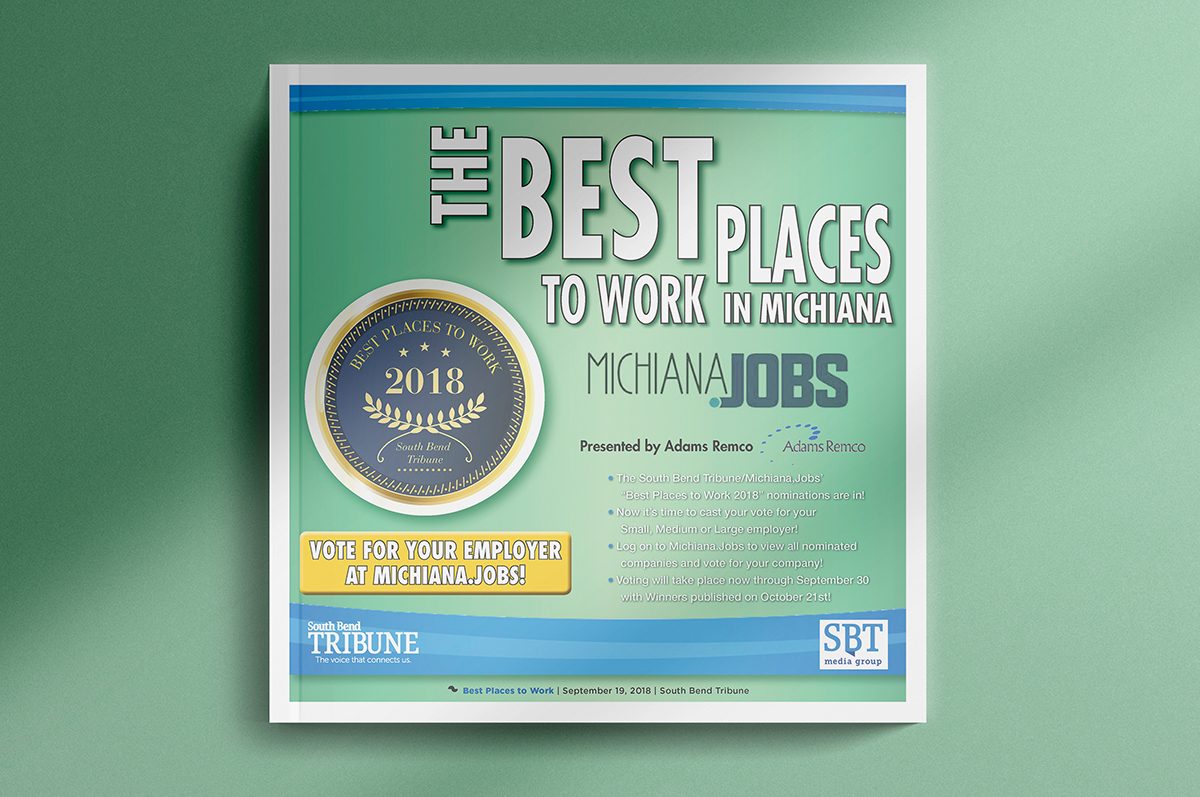 THE BEST PLACES
TO WORK IN MICHIANA
BEST PLACES TO WORK
2018
South Bend
Tribune
MICHIANA.JOBS
Presented by Adams Remco
Adams Remco
• The South Bend Tribune/Michiana.Jobs'
"Best Places to Work 2018" nominations are in!
• Now it's time to cast your vote for your
Small, Medium or Large employer!
• Log on to Michiana.Jobs to view all nominated
companies and vote for your company!
• Voting will take place now through September 30
with Winners published on October 21st!
VOTE FOR YOUR EMPLOYER
AT MICHIANA.JOBS!
South Bend
TRIBUNE
The voice that connects us.
SBT
media group
Best Places to Work | September 19, 2018 | South Bend Tribune